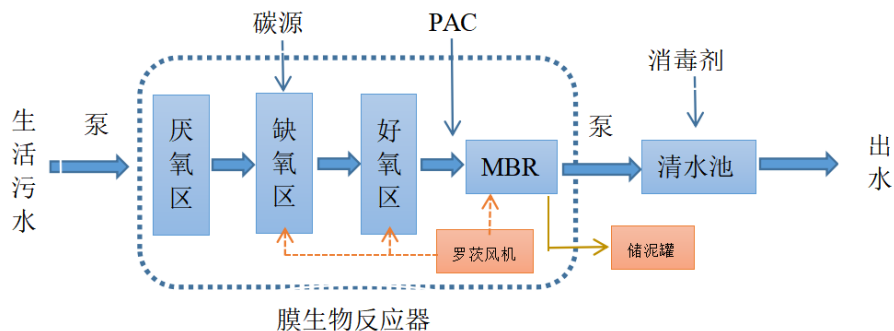 碳源
PAC
消毒剂
生活污水
泵
厌氧区
缺氧区
好氧区
MBR
泵
清水池
出水
罗茨风机
储泥罐
膜生物反应器